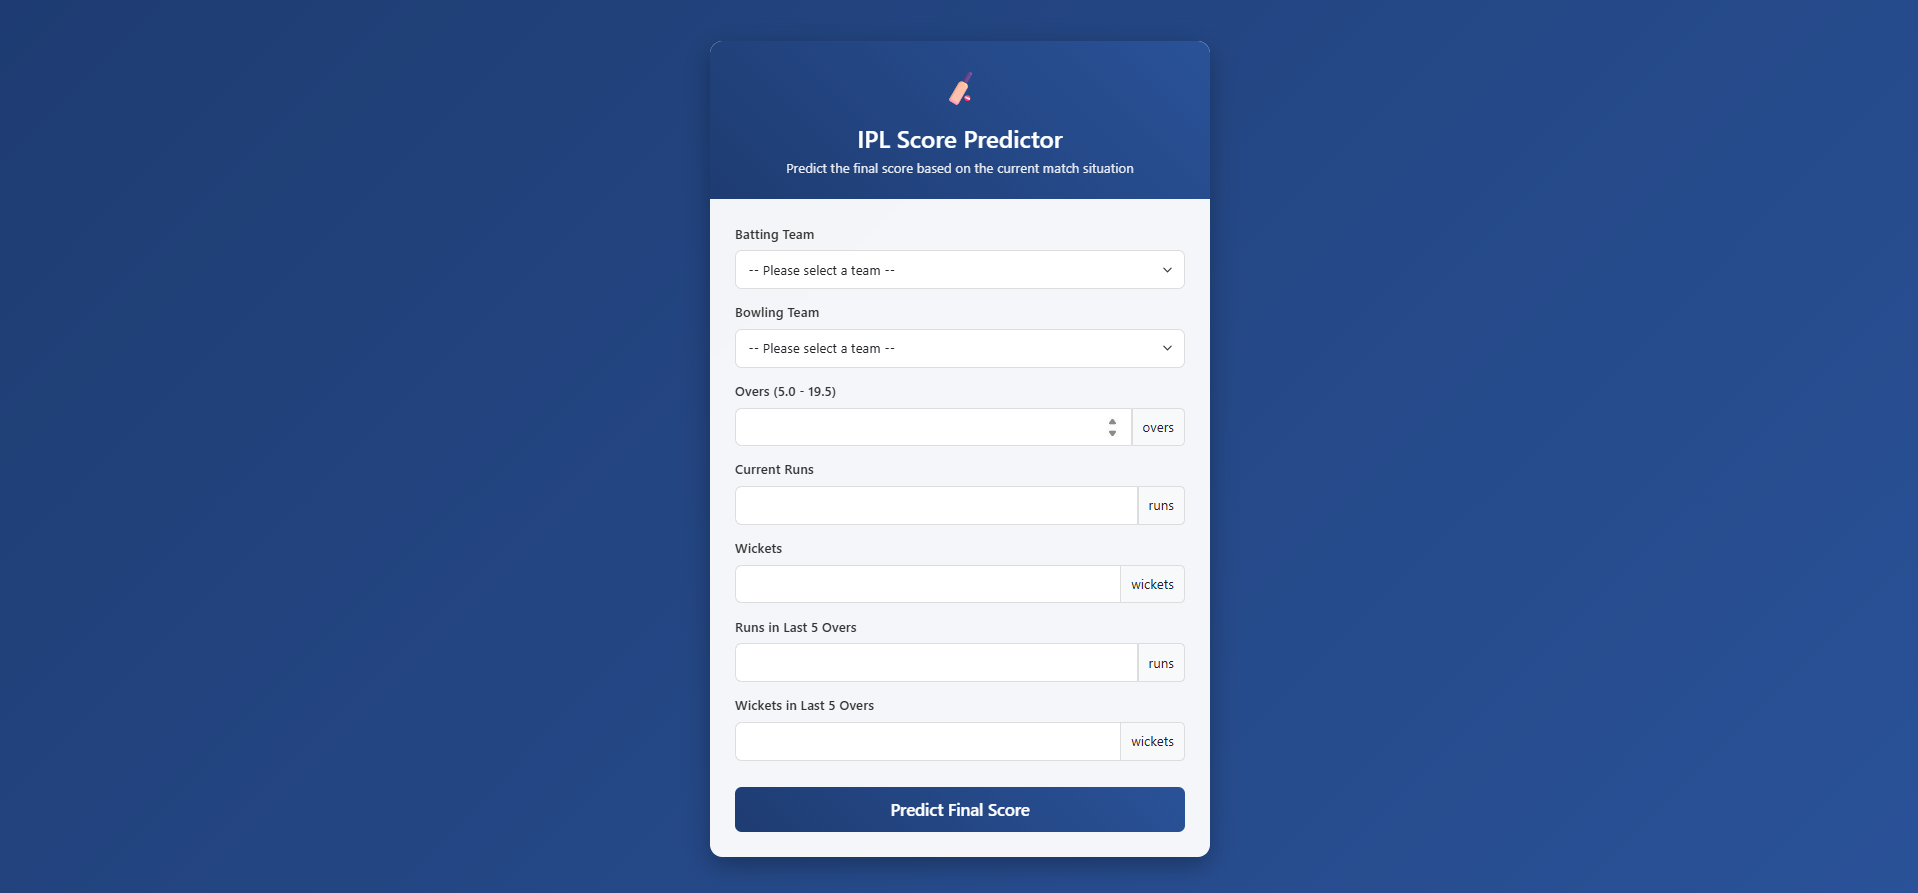 IPL Score Predictor
Predict the final score based on the current match situation
Batting Team
-- Please select a team --
Bowling Team
-- Please select a team --
Overs (5.0 - 19.5)
overs
Current Runs
runs
Wickets
wickets
Runs in Last 5 Overs
runs
Wickets in Last 5 Overs
wickets
Predict Final Score